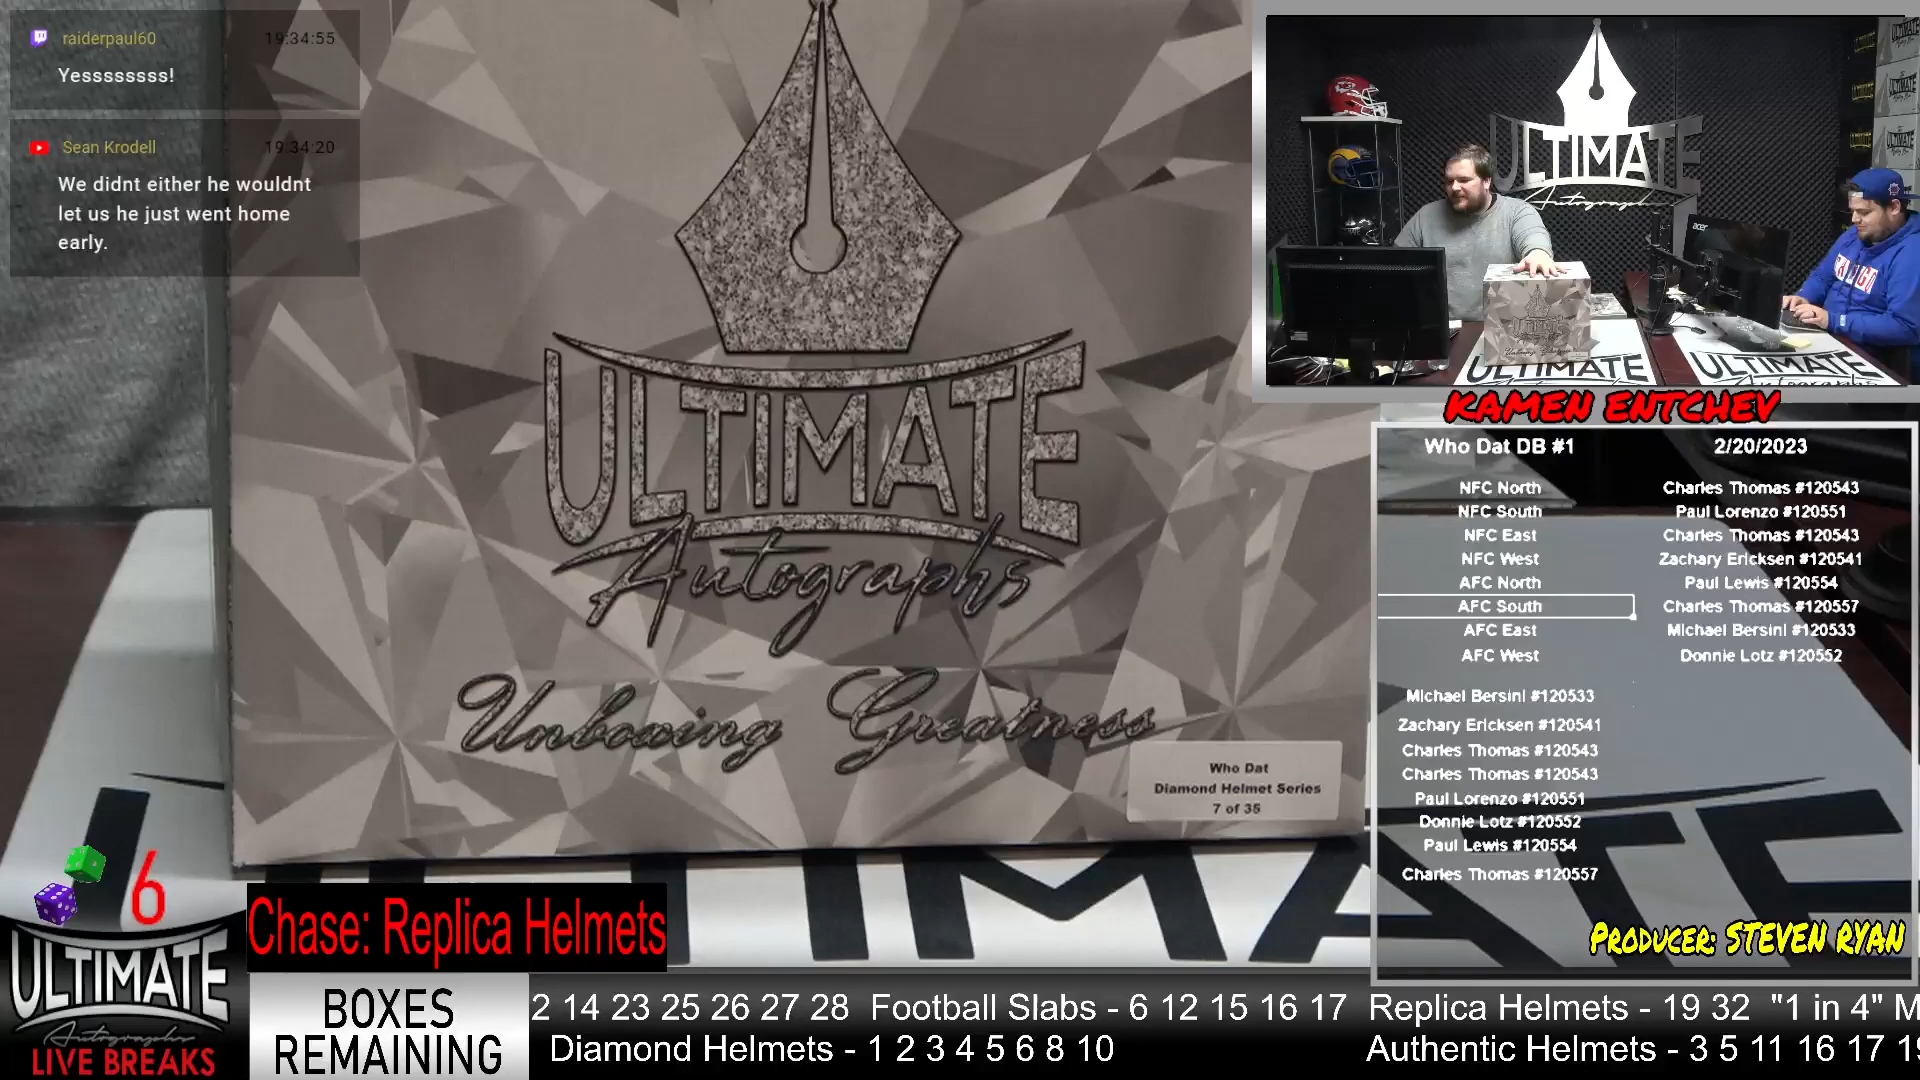 raiderpaul60 19:34:55
Yesssssssss!
Sean Krodell 19:34:20
We didnt either he wouldnt
let us he just went home
early.
ULTIMATE
Autographs
Unboxing Greatness
Who Dat
Diamond Helmet Series
7 of 35
ULTIMATE
Autographs
acer
ULTIMATE
ULTIMATE
KAMEN ENTCHEV
Who Dat DB #1 2/20/2023
NFC North Charles Thomas #120543
NFC South Paul Lorenzo #120551
NFC East Charles Thomas #120543
NFC West Zachary Ericksen #120541
AFC North Paul Lewis #120554
AFC South Charles Thomas #120557
AFC East Michael Bersini #120533
AFC West Donnie Lotz #120552
Michael Bersini #120533
Zachary Ericksen #120541
Charles Thomas #120543
Charles Thomas #120543
Paul Lorenzo #120551
Donnie Lotz #120552
Paul Lewis #120554
Charles Thomas #120557
PRODUCER: STEVEN RYAN
6
ULTIMATE
Autographs
LIVE BREAKS
Chase: Replica Helmets
BOXES
REMAINING
2 14 23 25 26 27 28 Football Slabs - 6 12 15 16 17 Replica Helmets - 19 32 "1 in 4" M
Diamond Helmets - 1 2 3 4 5 6 8 10 Authentic Helmets - 3 5 11 16 17 19